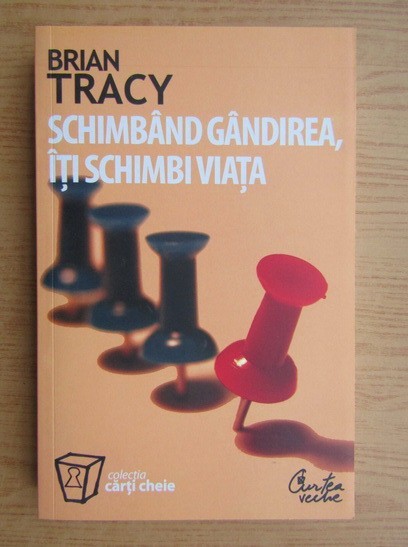 BRIAN
TRACY
SCHIMBÂND GÂNDIREA,
ÎȚI SCHIMBI VIAȚA
colecția
cărți cheie
Curtea
veche